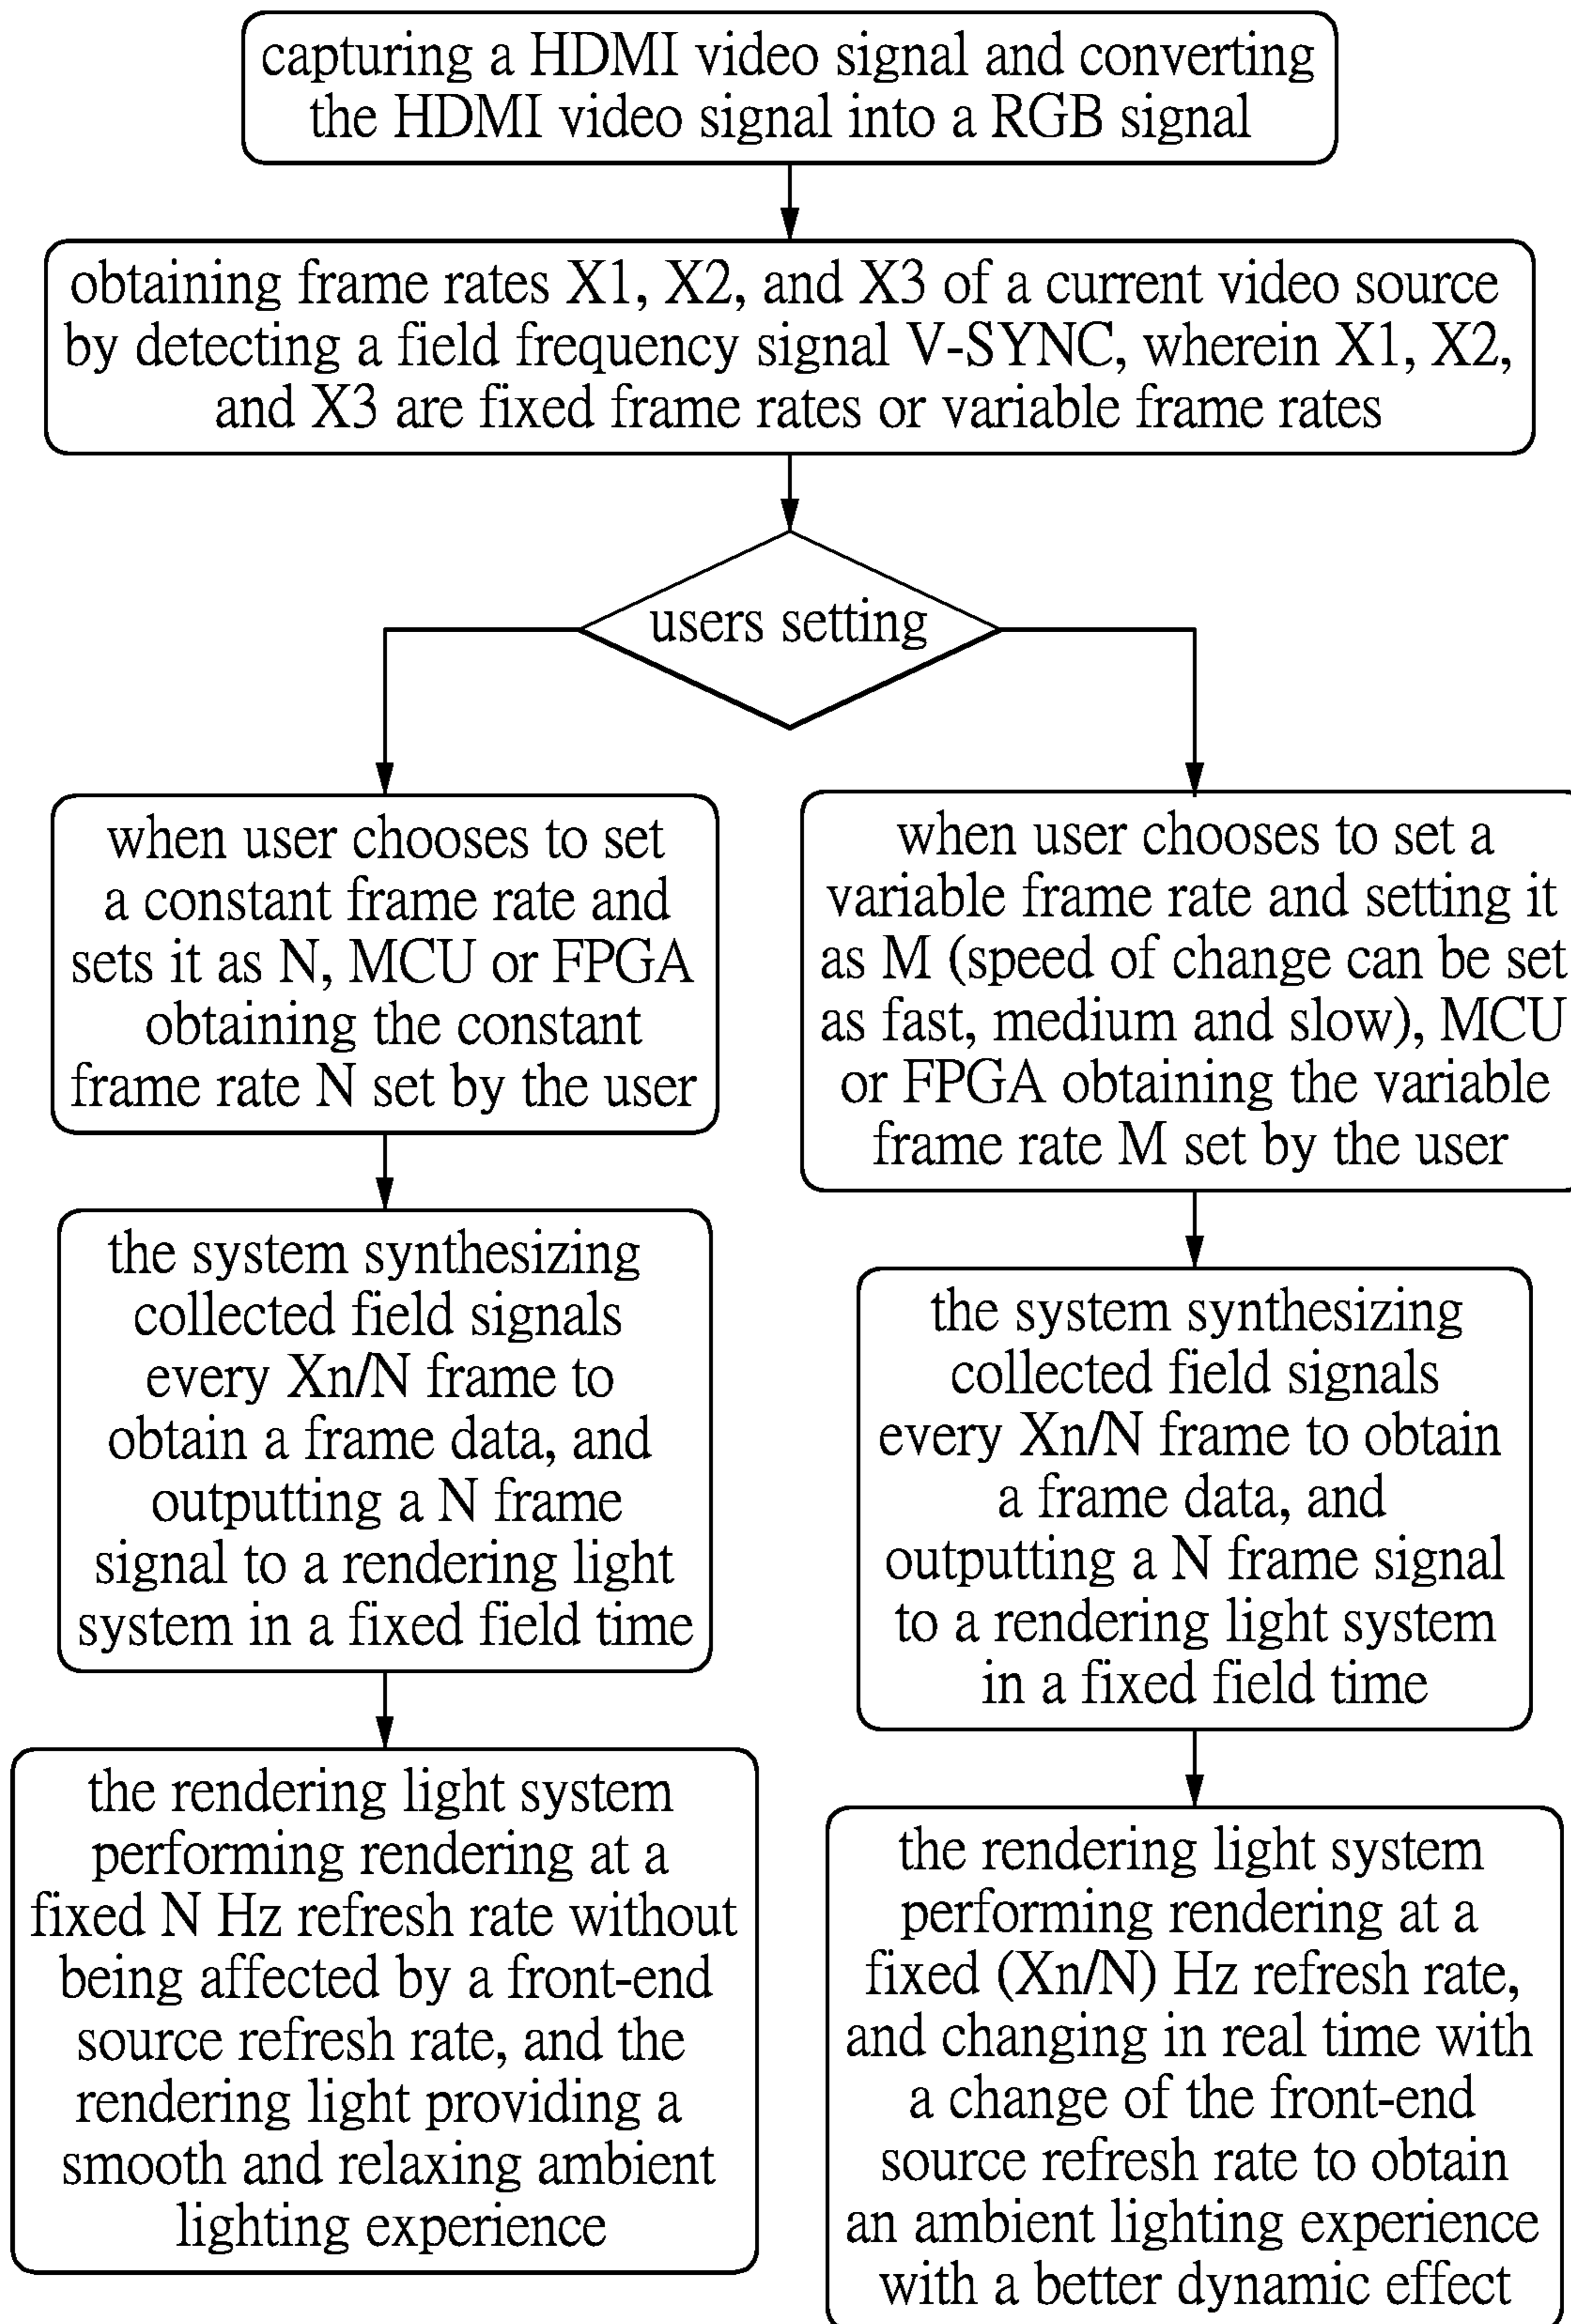 capturing a HDMI video signal and converting
the HDMI video signal into a RGB signal
obtaining frame rates X1, X2, and X3 of a current video source
by detecting a field frequency signal V-SYNC, wherein X1, X2,
and X3 are fixed frame rates or variable frame rates
users setting
when user chooses to set
a constant frame rate and
sets it as N, MCU or FPGA
obtaining the constant
frame rate N set by the user
the system synthesizing
collected field signals
every Xn/N frame to
obtain a frame data, and
outputting a N frame
signal to a rendering light
system in a fixed field time
the rendering light system
performing rendering at a
fixed N Hz refresh rate without
being affected by a front-end
source refresh rate, and the
rendering light providing a
smooth and relaxing ambient
lighting experience
when user chooses to set a
variable frame rate and setting it
as M (speed of change can be set
as fast, medium and slow), MCU
or FPGA obtaining the variable
frame rate M set by the user
the system synthesizing
collected field signals
every Xn/N frame to obtain
a frame data, and
outputting a N frame signal
to a rendering light system
in a fixed field time
the rendering light system
performing rendering at a
fixed (Xn/N) Hz refresh rate,
and changing in real time with
a change of the front-end
source refresh rate to obtain
an ambient lighting experience
with a better dynamic effect